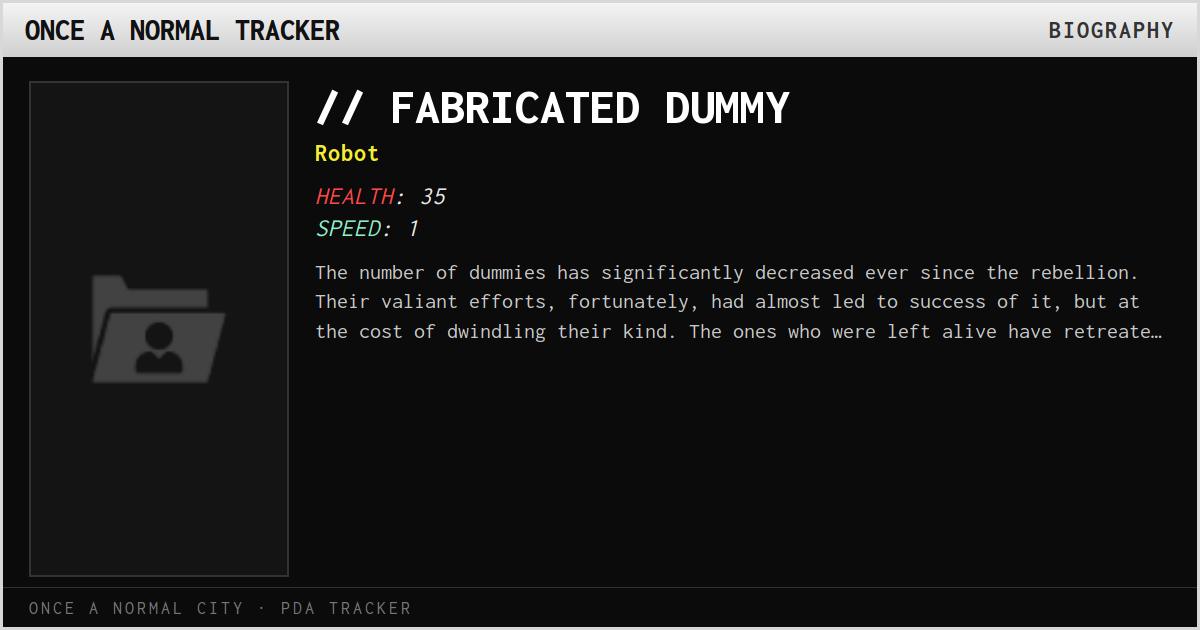 ONCE A NORMAL TRACKER
BIOGRAPHY
// FABRICATED DUMMY
Robot
HEALTH: 35
SPEED: 1
The number of dummies has significantly decreased ever since the rebellion.
Their valiant efforts, fortunately, had almost led to success of it, but at
the cost of dwindling their kind. The ones who were left alive have retreate…
ONCE A NORMAL CITY · PDA TRACKER